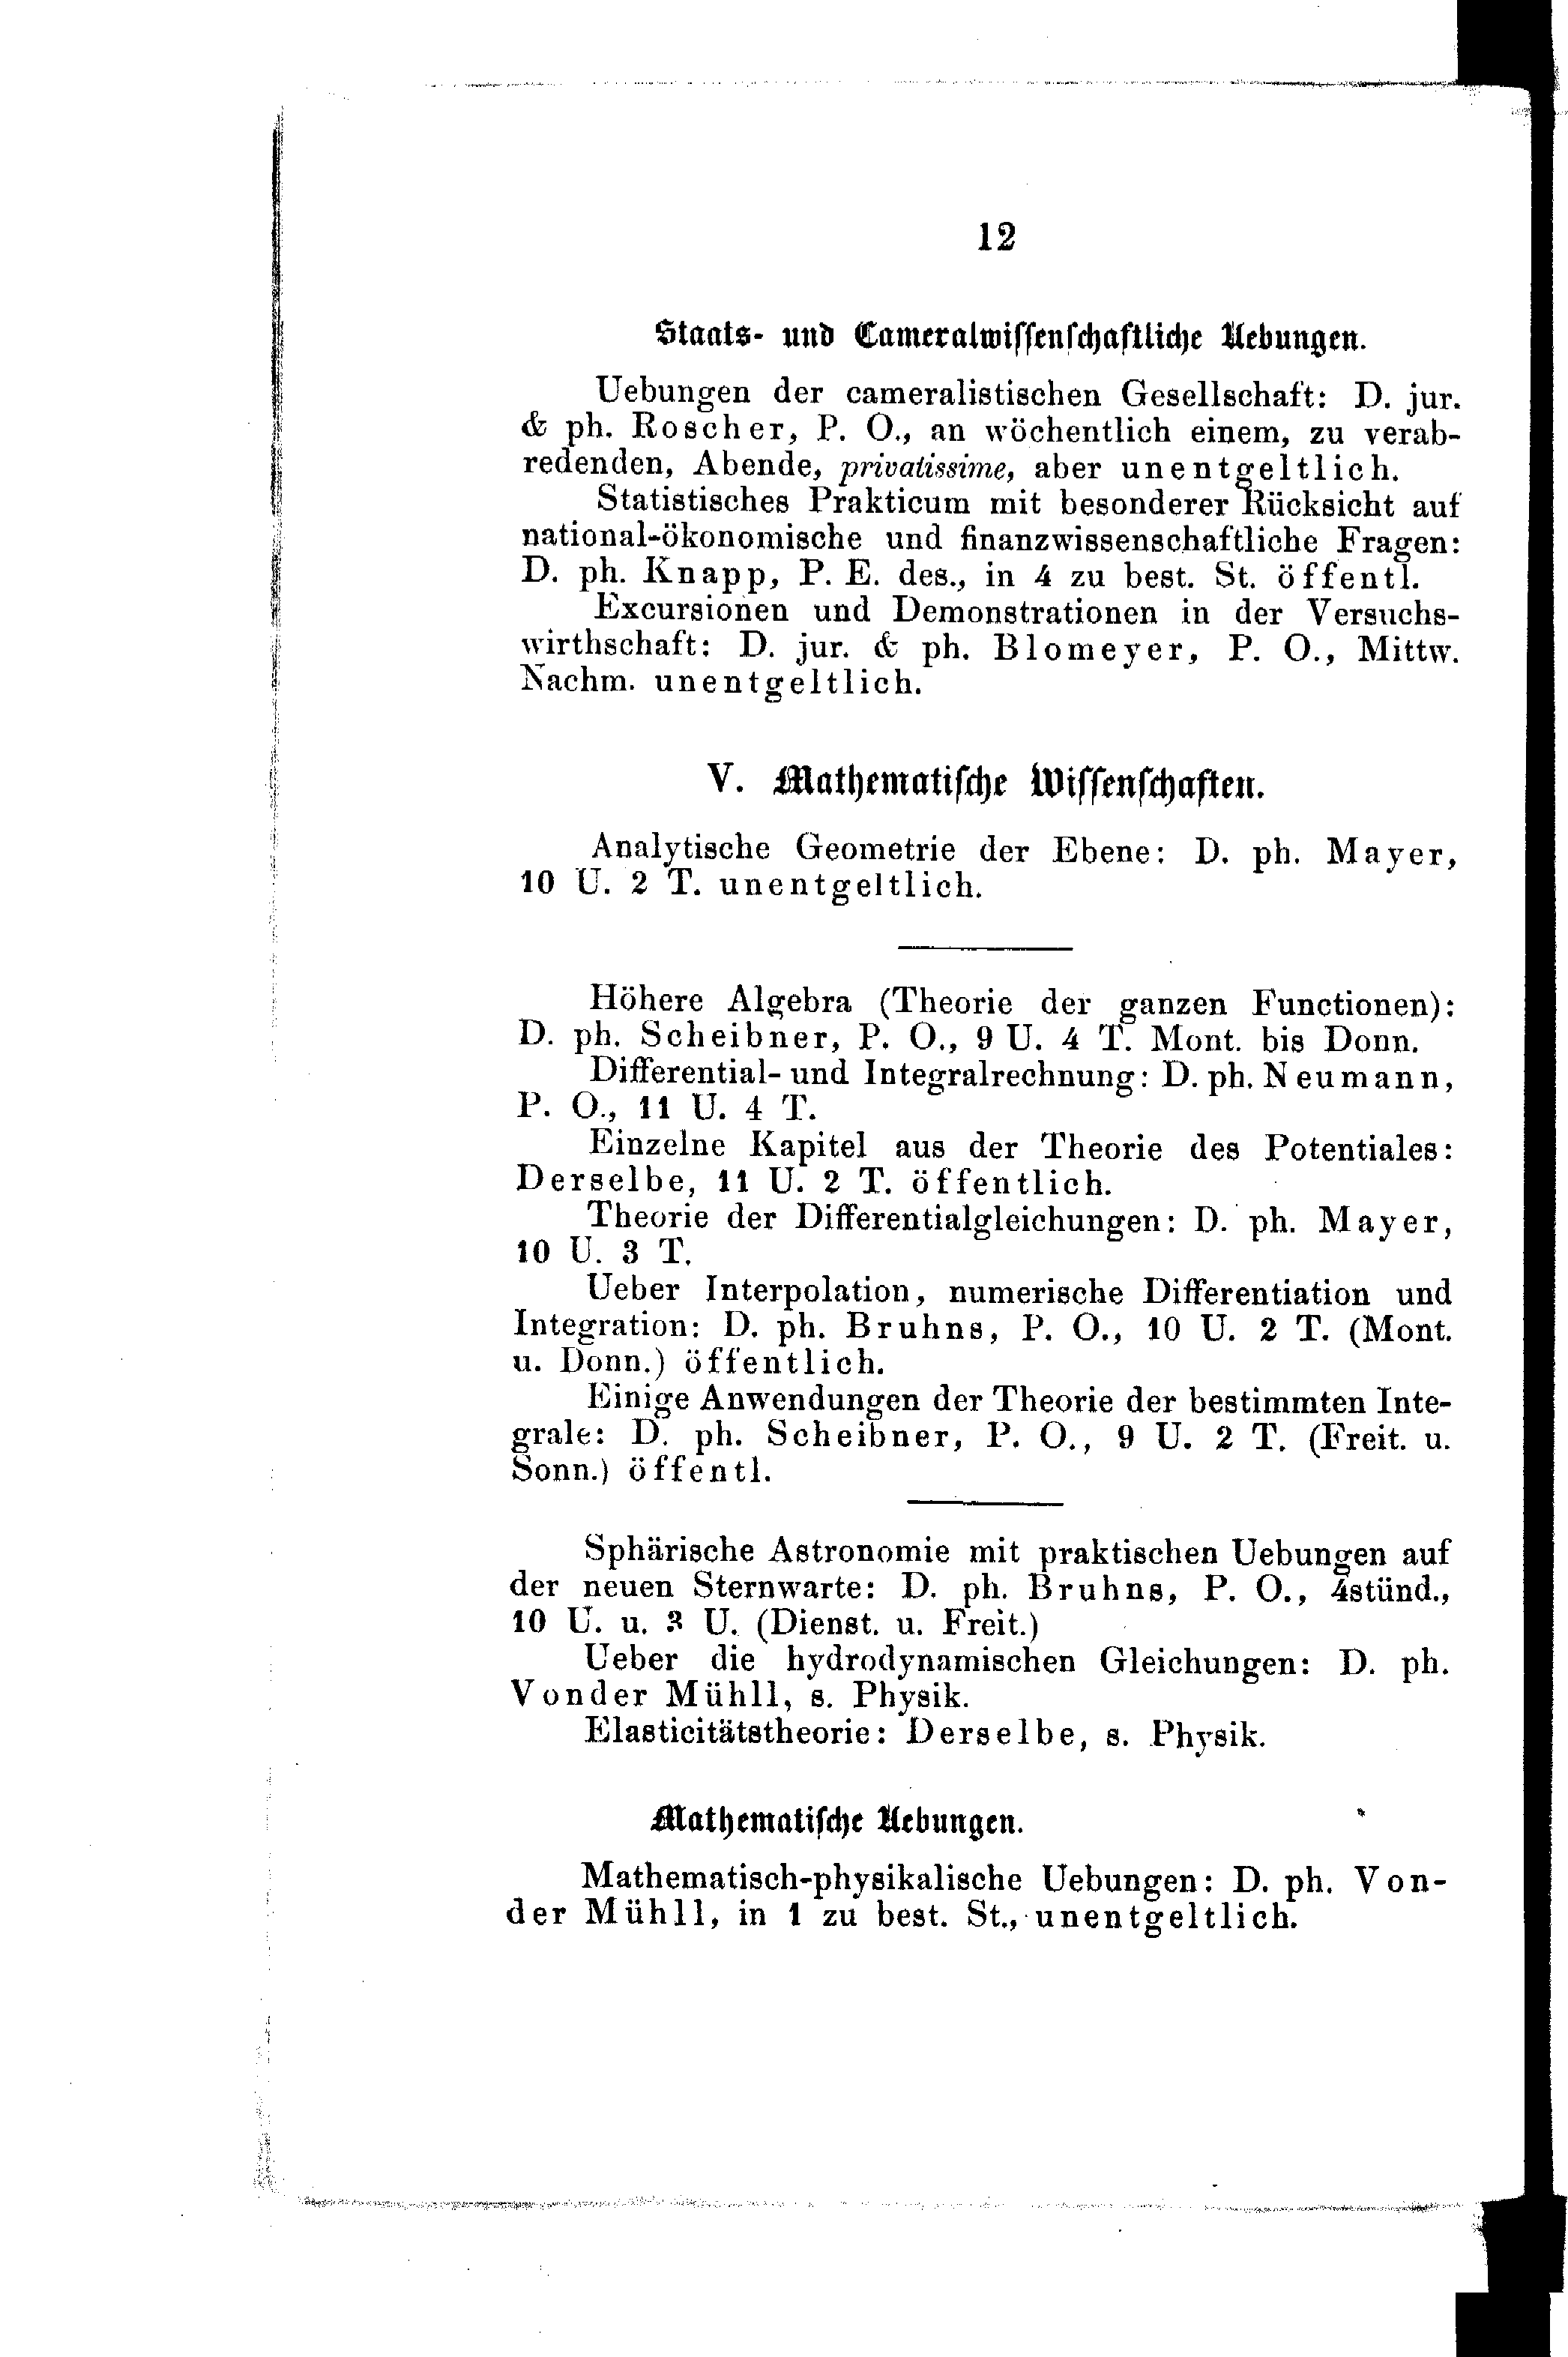 12
Staats- und Cameralwissenschaftliche Uebungen.
Uebungen der cameralistischen Gesellschaft: D. jur.
& ph. Roscher, P. O., an wöchentlich einem, zu verab-
redenden, Abende, privatissime, aber unentgeltlich.
Statistisches Prakticum mit besonderer Rücksicht auf
national-ökonomische und finanzwissenschaftliche Fragen:
D. ph. Knapp, P. E. des., in 4 zu best. St. öffentl.
Excursionen und Demonstrationen in der Versuchs-
wirthschaft: D. jur. & ph. Blomeyer, P. O., Mittw.
Nachm. unentgeltlich.
V. Mathematische Wissenschaften.
Analytische Geometrie der Ebene: D. ph. Mayer,
10 U. 2 T. unentgeltlich.
Höhere Algebra (Theorie der ganzen Functionen):
D. ph. Scheibner, P. O., 9 U. 4 T. Mont. bis Donn.
Differential- und Integralrechnung: D. ph. Neumann,
P. O., 11 U. 4 T.
Einzelne Kapitel aus der Theorie des Potentiales:
Derselbe, 11 U. 2 T. öffentlich.
Theorie der Differentialgleichungen: D. ph. Mayer,
10 U. 3 T.
Ueber Interpolation, numerische Differentiation und
Integration: D. ph. Bruhns, P. O., 10 U. 2 T. (Mont.
u. Donn.) öffentlich.
Einige Anwendungen der Theorie der bestimmten Inte-
grale: D. ph. Scheibner, P. O., 9 U. 2 T. (Freit. u.
Sonn.) öffentl.
Sphärische Astronomie mit praktischen Uebungen auf
der neuen Sternwarte: D. ph. Bruhns, P. O., 4stünd.,
10 U. u. 3 U. (Dienst. u. Freit.)
Ueber die hydrodynamischen Gleichungen: D. ph.
Vonder Mühll, s. Physik.
Elasticitätstheorie: Derselbe, s. Physik.
Mathematische Uebungen.
Mathematisch-physikalische Uebungen: D. ph. Von-
der Mühll, in 1 zu best. St., unentgeltlich.